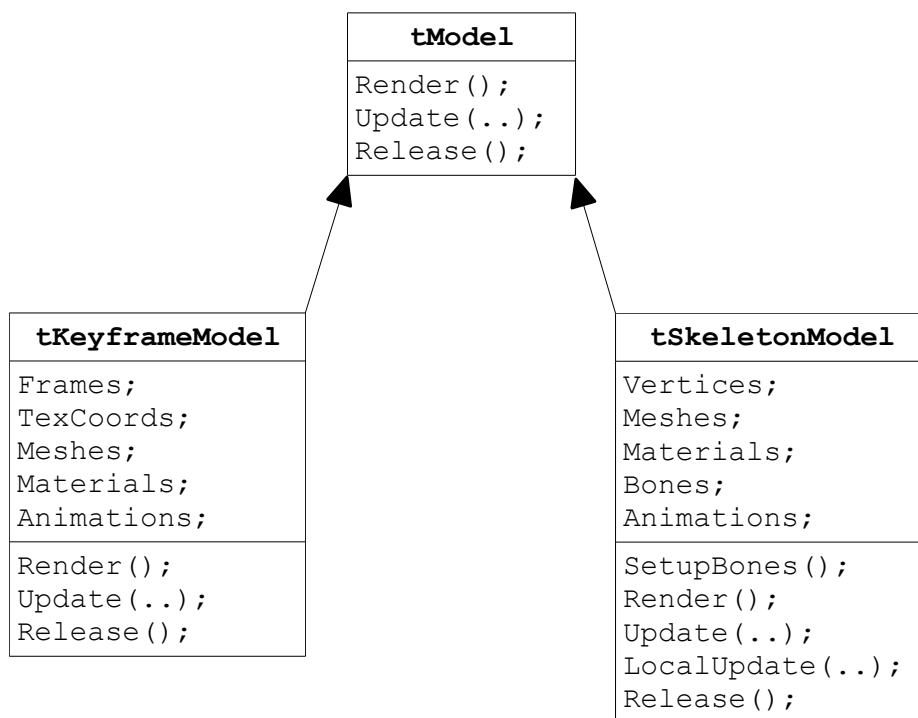 tModel
Render();
Update(..);
Release();
tKeyframeModel
Frames;
TexCoords;
Meshes;
Materials;
Animations;
Render();
Update(..);
Release();
tSkeletonModel
Vertices;
Meshes;
Materials;
Bones;
Animations;
SetupBones();
Render();
Update(..);
LocalUpdate(..);
Release();